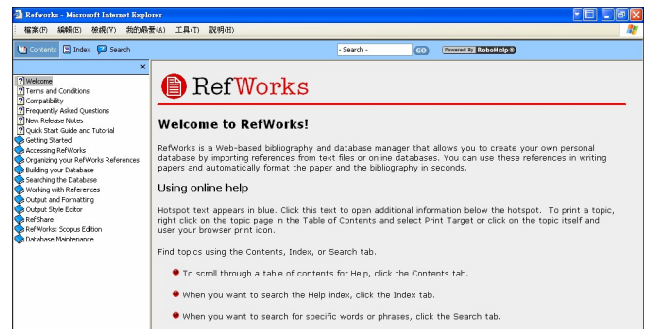 Refworks - Microsoft Internet Explorer
檔案(F) 編輯(E) 檢視(V) 我的最愛(A) 工具(T) 說明(H)
Contents Index Search - Search - GO Powered By RoboHelp
Welcome
Terms and Conditions
Compatibility
Frequently Asked Questions
New Release Notes
Quick Start Guide and Tutorial
Getting Started
Accessing RefWorks
Organizing your RefWorks References
Building your Database
Searching the Database
Working with References
Output and Formatting
Output Style Editor
RefShare
RefWorks: Scopus Edition
Database Maintenance
RefWorks
Welcome to RefWorks!
RefWorks is a Web-based bibliography and database manager that allows you to create your own personal
database by importing references from text files or online databases. You can use these references in writing
papers and automatically format the paper and the bibliography in seconds.
Using online help
Hotspot text appears in blue. Click this text to open additional information below the hotspot. To print a topic,
right click on the topic page in the Table of Contents and select Print Target or click on the topic itself and
user your browser print icon.
Find topics using the Contents, Index, or Search tab.
To scroll through a table of contents for Help, click the Contents tab.
When you want to search the Help index, click the Index tab.
When you want to search for specific words or phrases, click the Search tab.